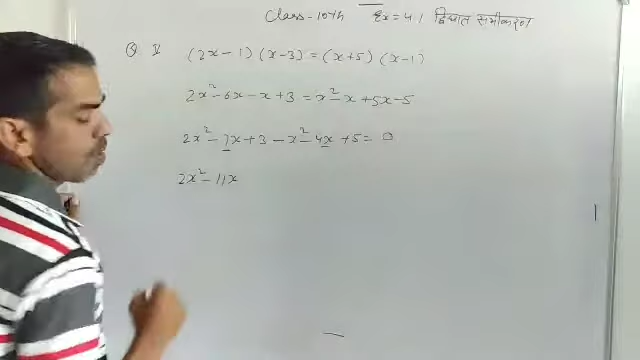 Class-10th Ex=4.1 द्विघात समीकरण
Q V (2x-1) (x-3) = (x+5) (x-1)
2x²-6x-x+3 = x²-x+5x-5
2x²-7x+3-x²-4x+5=0
2x²-11x